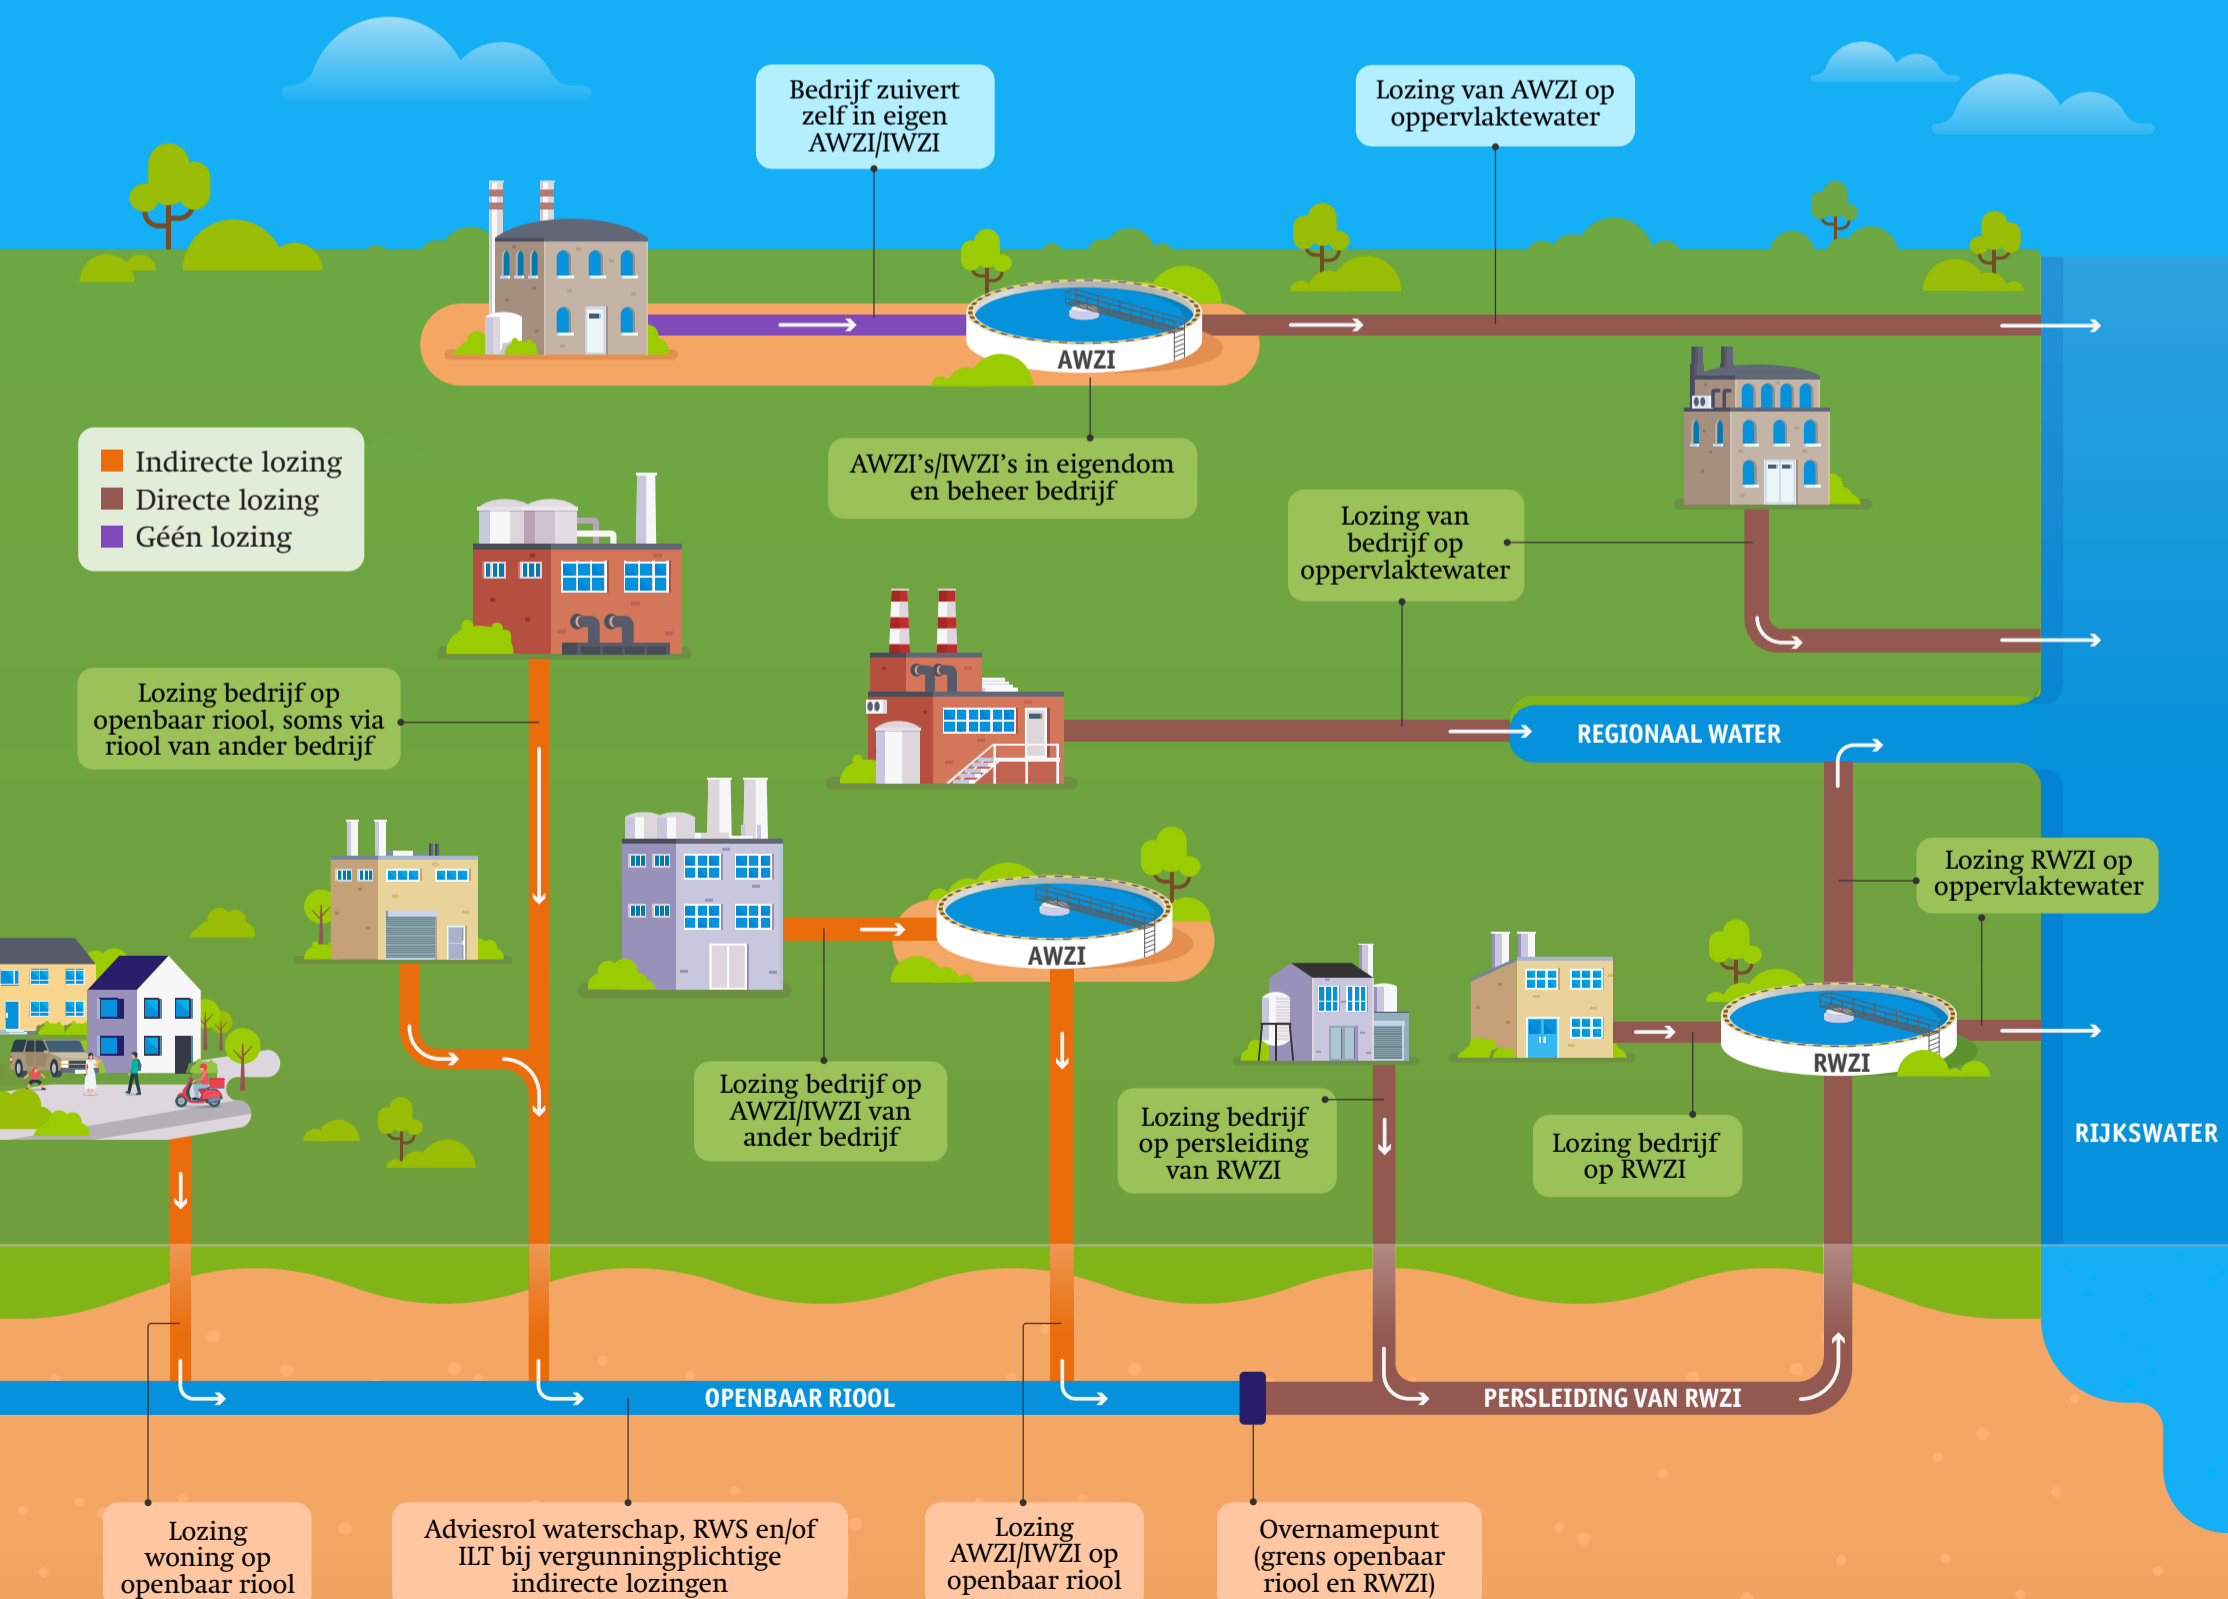 Bedrijf zuivert
zelf in eigen
AWZI/IWZI
Lozing van AWZI op
oppervlaktewater
AWZI
AWZI's/IWZI's in eigendom
en beheer bedrijf
Indirecte lozing
Directe lozing
Géén lozing
Lozing van
bedrijf op
oppervlaktewater
Lozing bedrijf op
openbaar riool, soms via
riool van ander bedrijf
REGIONAAL WATER
Lozing RWZI op
oppervlaktewater
AWZI
RWZI
Lozing bedrijf op
AWZI/IWZI van
ander bedrijf
Lozing bedrijf
op persleiding
van RWZI
Lozing bedrijf
op RWZI
RIJKSWATER
OPENBAAR RIOOL
PERSLEIDING VAN RWZI
Lozing
woning op
openbaar riool
Adviesrol waterschap, RWS en/of
ILT bij vergunningplichtige
indirecte lozingen
Lozing
AWZI/IWZI op
openbaar riool
Overnamepunt
(grens openbaar
riool en RWZI)